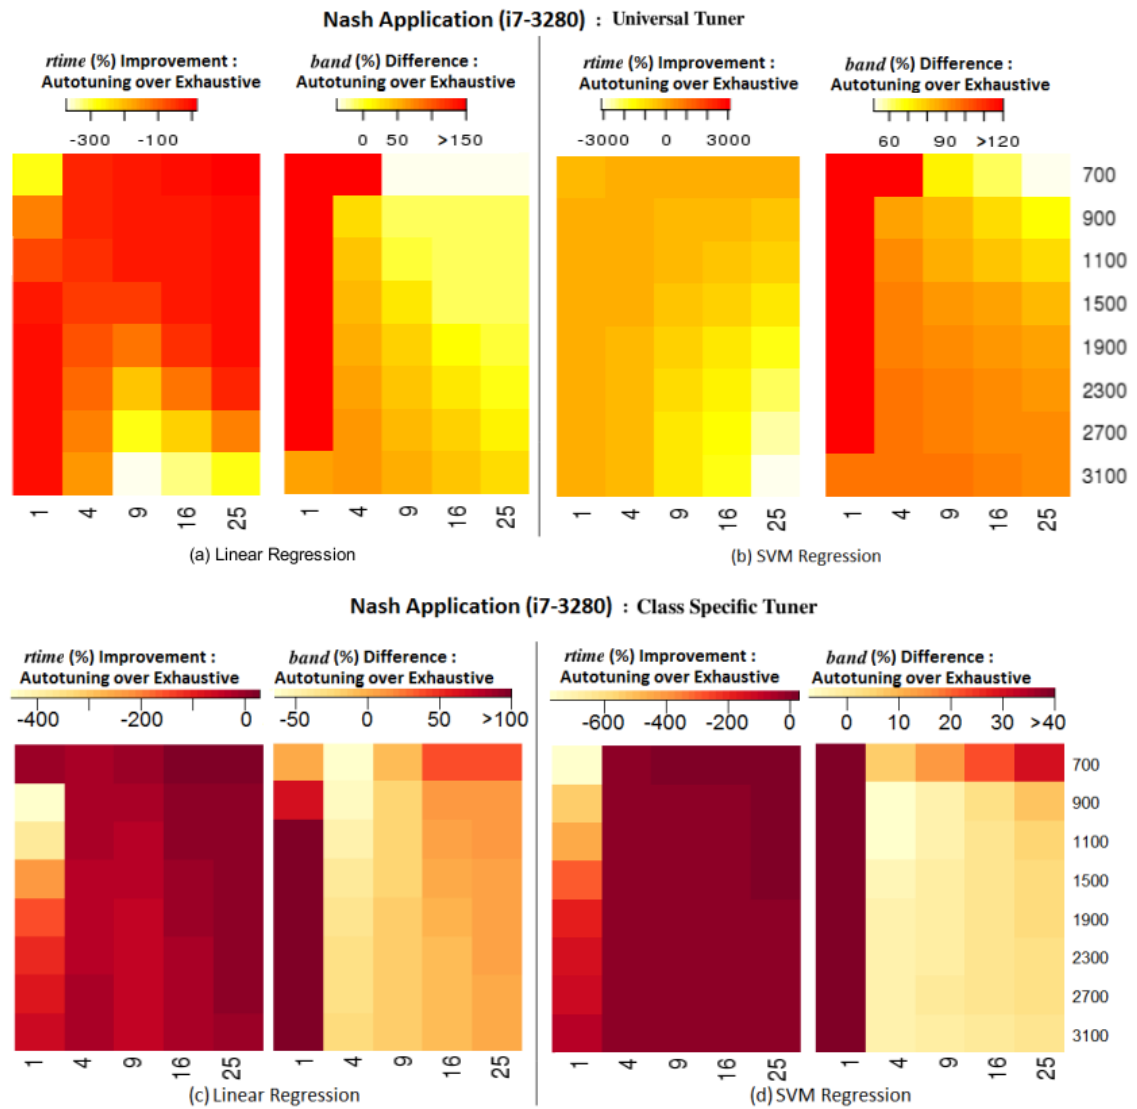 Nash Application (i7-3280) : Universal Tuner
rtime (%) Improvement :
Autotuning over Exhaustive
-300 -100
band (%) Difference :
Autotuning over Exhaustive
0 50 >150
rtime (%) Improvement :
Autotuning over Exhaustive
-3000 0 3000
band (%) Difference :
Autotuning over Exhaustive
60 90 >120
700
900
1100
1500
1900
2300
2700
3100
1 4 9 16 25
1 4 9 16 25
1 4 9 16 25
1 4 9 16 25
(a) Linear Regression
(b) SVM Regression
Nash Application (i7-3280) : Class Specific Tuner
rtime (%) Improvement :
Autotuning over Exhaustive
-400 -200 0
band (%) Difference :
Autotuning over Exhaustive
-50 0 50 >100
rtime (%) Improvement :
Autotuning over Exhaustive
-600 -400 -200 0
band (%) Difference :
Autotuning over Exhaustive
0 10 20 30 >40
700
900
1100
1500
1900
2300
2700
3100
1 4 9 16 25
1 4 9 16 25
1 4 9 16 25
1 4 9 16 25
(c) Linear Regression
(d) SVM Regression